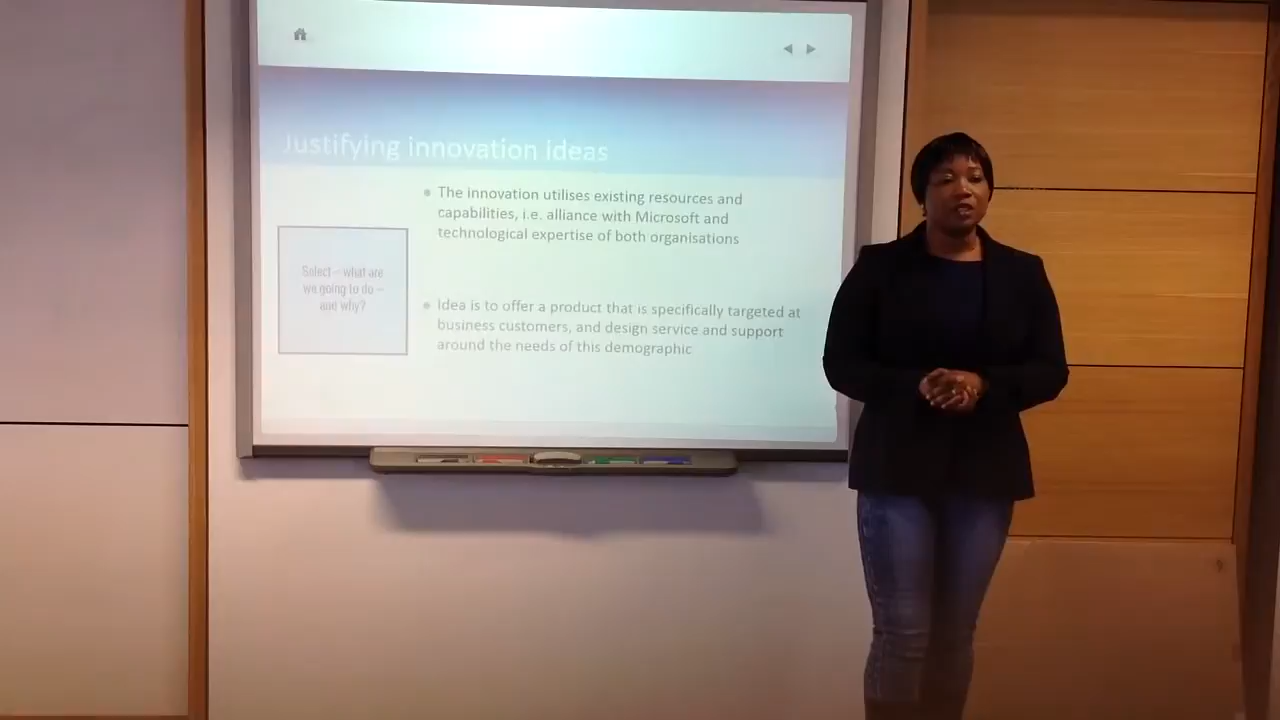 Justifying innovation ideas
The innovation utilises existing resources and
capabilities, i.e. alliance with Microsoft and
technological expertise of both organisations
Select – what are
we going to do –
and why?
Idea is to offer a product that is specifically targeted at
business customers, and design service and support
around the needs of this demographic